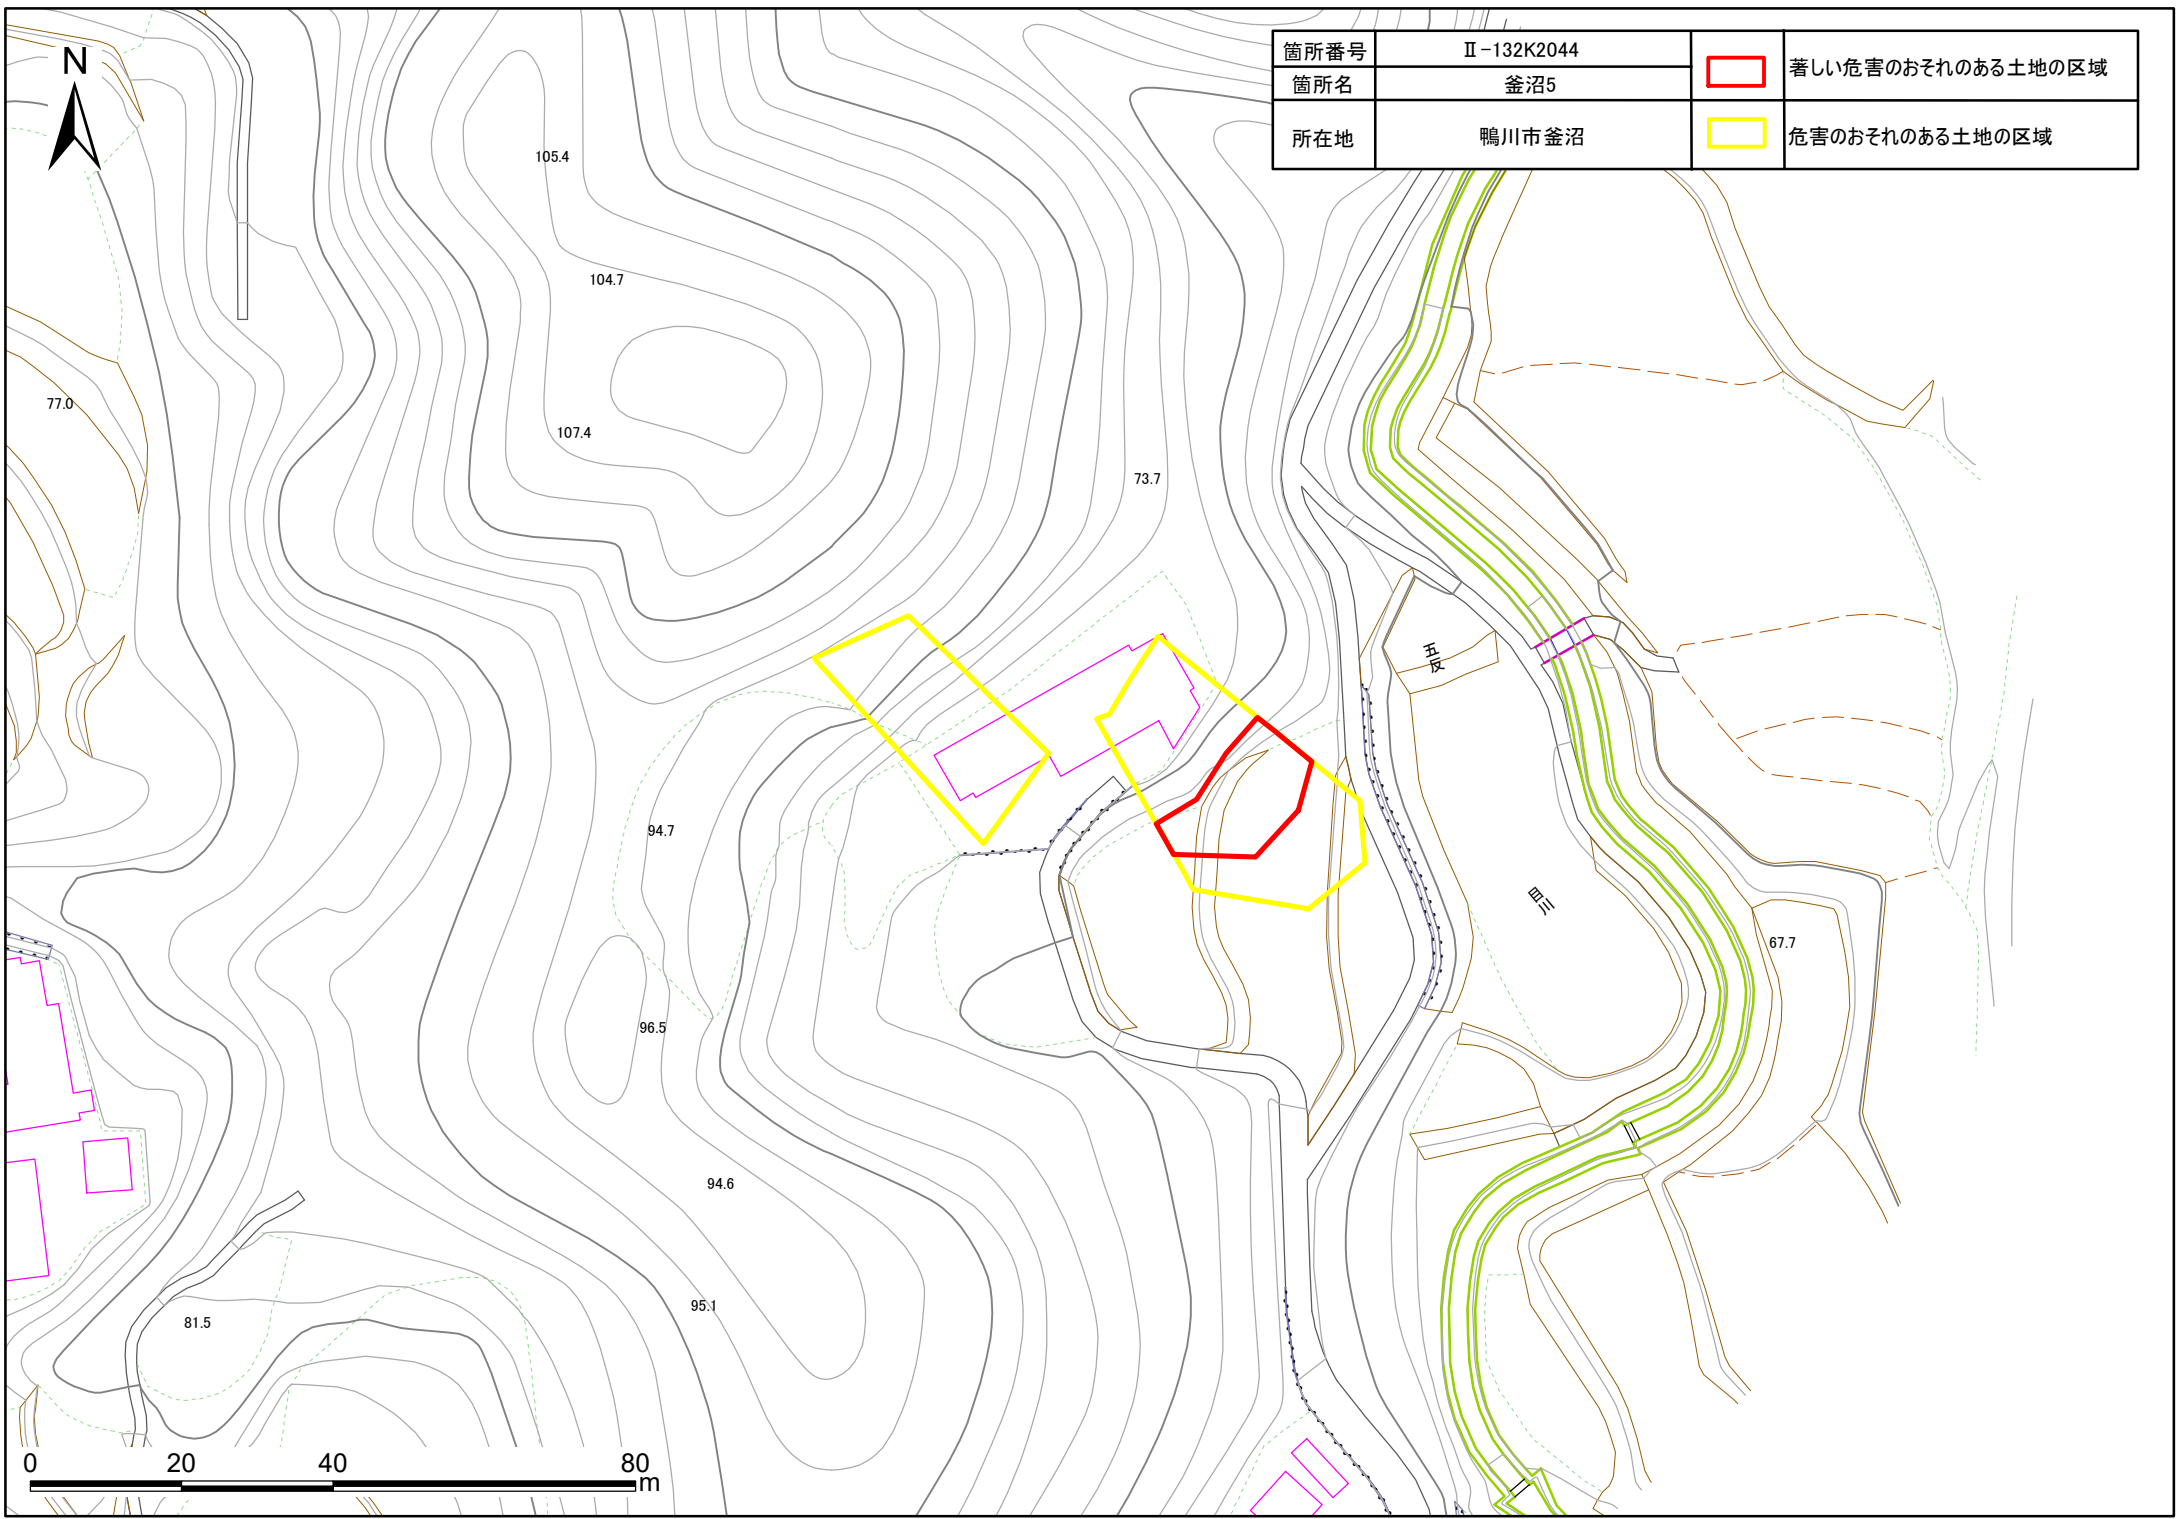 N
箇所番号 Ⅱ-132K2044 著しい危害のおそれのある土地の区域
箇所名 釜沼5
所在地 鴨川市釜沼 危害のおそれのある土地の区域
105.4
104.7
77.0
107.4
73.7
五反
94.7
目川
67.7
96.5
94.6
95.1
81.5
0 20 40 80
m